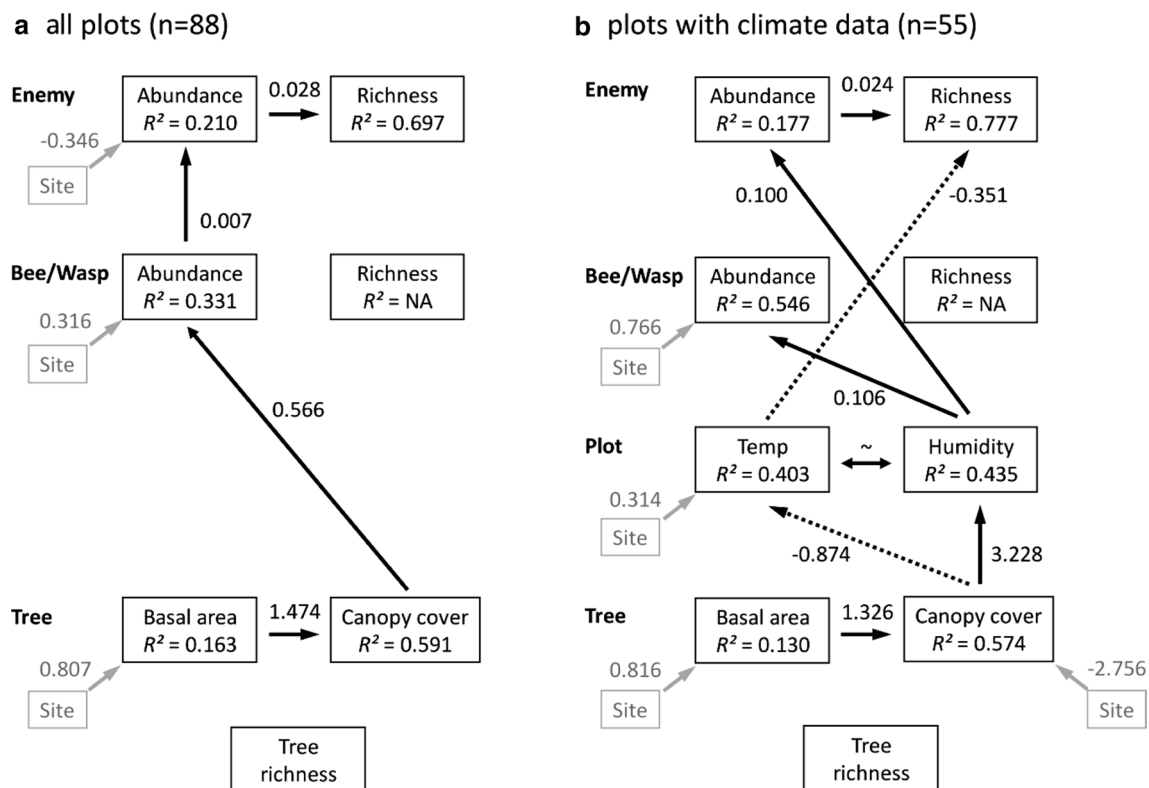 a all plots (n=88)
Enemy
Abundance
R² = 0.210
0.028
Richness
R² = 0.697
-0.346
Site
0.007
Bee/Wasp
Abundance
R² = 0.331
Richness
R² = NA
0.316
Site
0.566
Tree
Basal area
R² = 0.163
1.474
Canopy cover
R² = 0.591
0.807
Site
Tree
richness
b plots with climate data (n=55)
Enemy
Abundance
R² = 0.177
0.024
Richness
R² = 0.777
0.100
-0.351
Bee/Wasp
Abundance
R² = 0.546
Richness
R² = NA
0.766
Site
0.106
Plot
Temp
R² = 0.403
~
Humidity
R² = 0.435
0.314
Site
-0.874
3.228
Tree
Basal area
R² = 0.130
1.326
Canopy cover
R² = 0.574
0.816
Site
-2.756
Site
Tree
richness